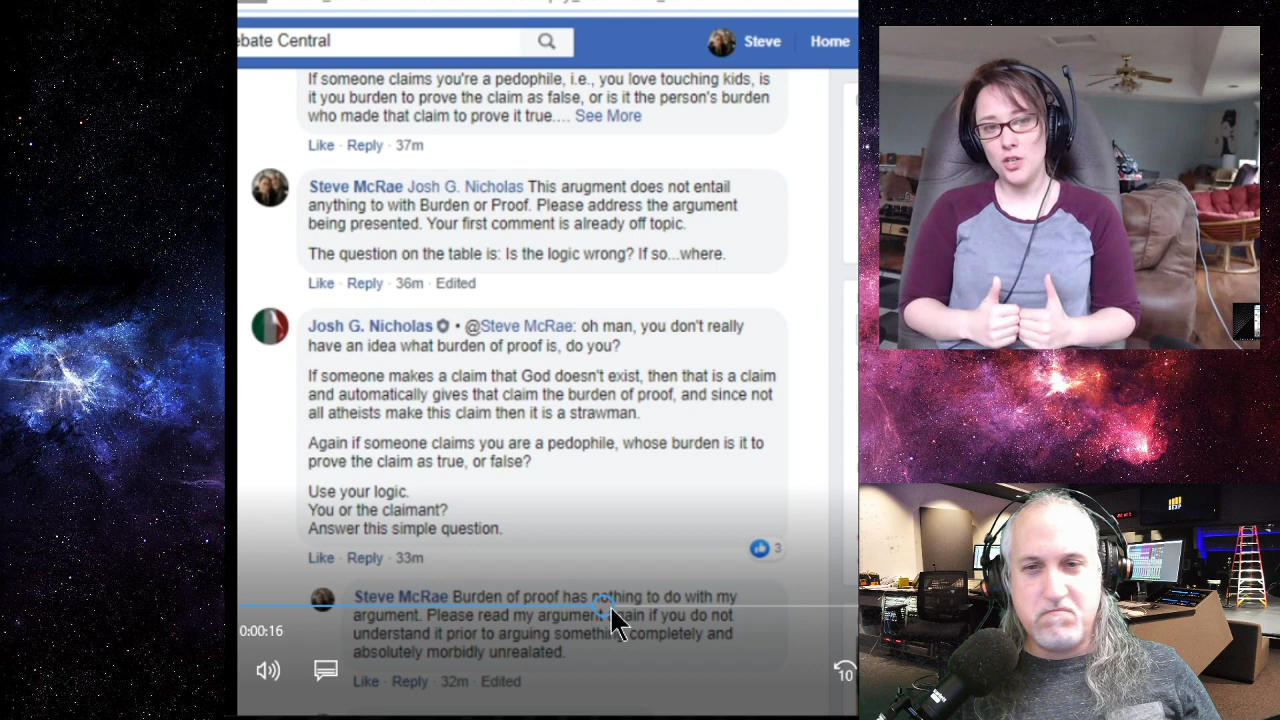 ebate Central
Steve
Home
If someone claims you're a pedophile, i.e., you love touching kids, is
it you burden to prove the claim as false, or is it the person's burden
who made that claim to prove it true.... See More
Like · Reply · 37m
Steve McRae Josh G. Nicholas This arugment does not entail
anything to with Burden or Proof. Please address the argument
being presented. Your first comment is already off topic.
The question on the table is: Is the logic wrong? If so...where.
Like · Reply · 36m · Edited
Josh G. Nicholas • @Steve McRae: oh man, you don't really
have an idea what burden of proof is, do you?
If someone makes a claim that God doesn't exist, then that is a claim
and automatically gives that claim the burden of proof, and since not
all atheists make this claim then it is a strawman.
Again if someone claims you are a pedophile, whose burden is it to
prove the claim as true, or false?
Use your logic.
You or the claimant?
Answer this simple question.
3
Like · Reply · 33m
Steve McRae Burden of proof has nothing to do with my
argument. Please read my argument again if you do not
understand it prior to arguing something completely and
absolutely morbidly unrealated.
0:00:16
10
Like · Reply · 32m · Edited